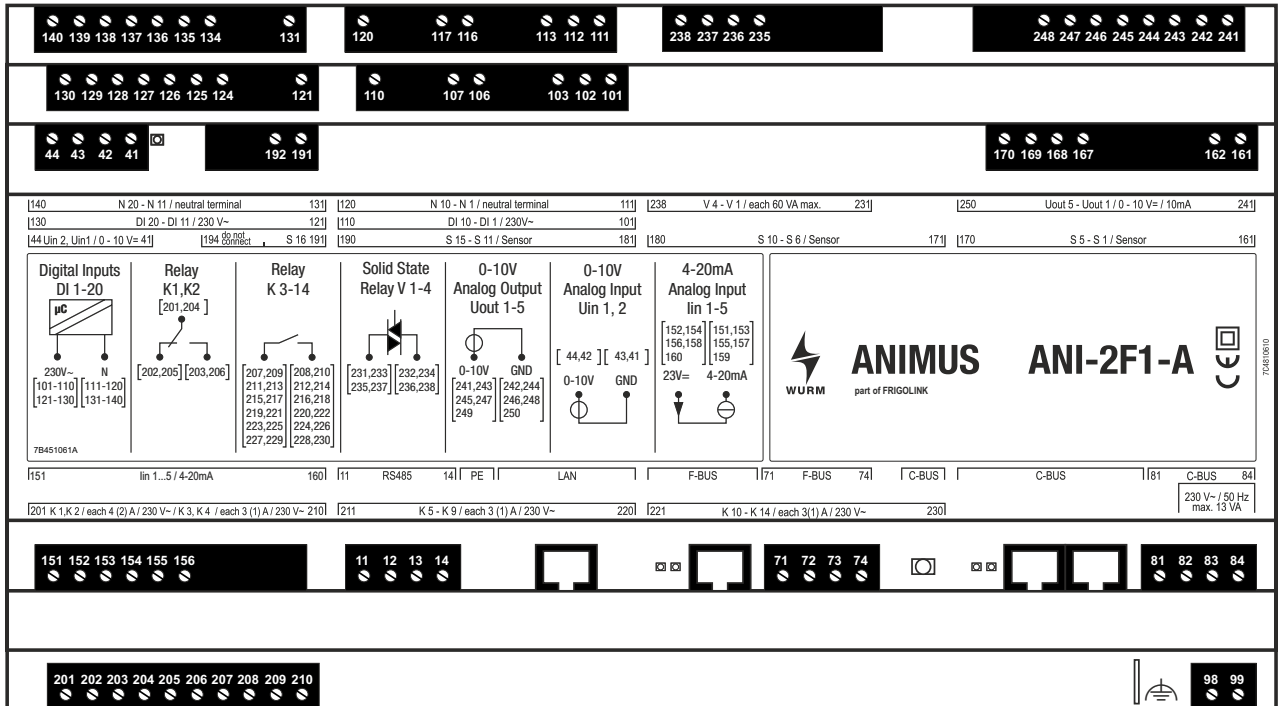 140 139 138 137 136 135 134 131 120 117 116 113 112 111 238 237 236 235 248 247 246 245 244 243 242 241
130 129 128 127 126 125 124 121 110 107 106 103 102 101
44 43 42 41 192 191 170 169 168 167 162 161
140 N 20 - N 11 / neutral terminal 131 120 N 10 - N 1 / neutral terminal 111 238 V 4 - V 1 / each 60 VA max. 231 250 Uout 5 - Uout 1 / 0 - 10 V= / 10mA 241
130 DI 20 - DI 11 / 230 V~ 121 110 DI 10 - DI 1 / 230V~ 101
44 Uin 2, Uin1 / 0 - 10 V= 41 194 do not connect S 16 191 190 S 15 - S 11 / Sensor 181 180 S 10 - S 6 / Sensor 171 170 S 5 - S 1 / Sensor 161
Digital Inputs
DI 1-20
µC
230V~ N
[101-110] [111-120]
[121-130] [131-140]
7B451061A
Relay
K1,K2
[201,204]
[202,205] [203,206]
Relay
K 3-14
[207,209] [208,210]
211,213 212,214
215,217 216,218
219,221 220,222
223,225 224,226
227,229 228,230
Solid State
Relay V 1-4
[231,233] [232,234]
[235,237] [236,238]
0-10V
Analog Output
Uout 1-5
0-10V GND
241,243 242,244
245,247 246,248
249 250
0-10V
Analog Input
Uin 1, 2
[ 44,42 ] [ 43,41 ]
0-10V GND
4-20mA
Analog Input
Iin 1-5
152,154 151,153
156,158 155,157
160 159
23V= 4-20mA
WURM
ANIMUS
part of FRIGOLINK
ANI-2F1-A
CE
7C4810610
151 Iin 1...5 / 4-20mA 160 11 RS485 14 PE LAN F-BUS 71 F-BUS 74 C-BUS C-BUS 81 C-BUS 84
230 V~ / 50 Hz
max. 13 VA
201 K 1,K 2 / each 4 (2) A / 230 V~ / K 3, K 4 / each 3 (1) A / 230 V~ 210 211 K 5 - K 9 / each 3 (1) A / 230 V~ 220 221 K 10 - K 14 / each 3(1) A / 230 V~ 230
151 152 153 154 155 156 11 12 13 14 71 72 73 74 81 82 83 84
201 202 203 204 205 206 207 208 209 210 98 99